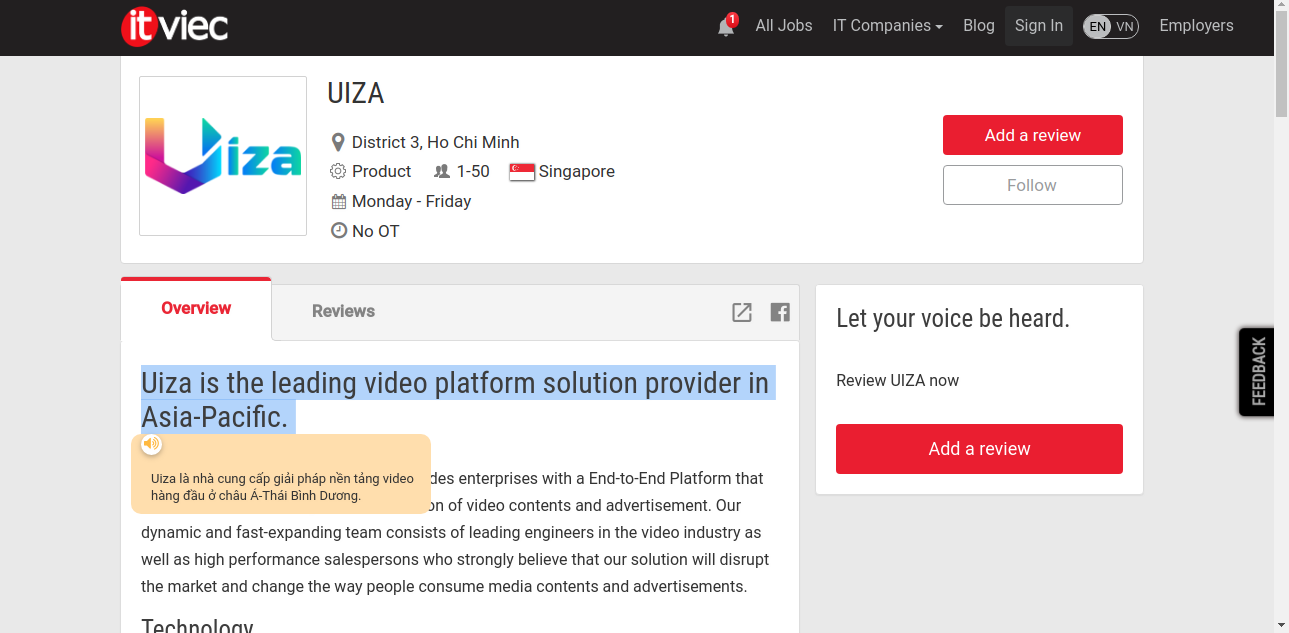 itviec
1
All Jobs
IT Companies
Blog
Sign In
EN VN
Employers
Uiza
UIZA
District 3, Ho Chi Minh
Product 1-50 Singapore
Monday - Friday
No OT
Add a review
Follow
Overview
Reviews
Uiza is the leading video platform solution provider in
Asia-Pacific.
Uiza là nhà cung cấp giải pháp nền tảng video
hàng đầu ở châu Á-Thái Bình Dương.
enterprises with a End-to-End Platform that
of video contents and advertisement. Our
dynamic and fast-expanding team consists of leading engineers in the video industry as
well as high performance salespersons who strongly believe that our solution will disrupt
the market and change the way people consume media contents and advertisements.
Technology
Let your voice be heard.
Review UIZA now
Add a review
FEEDBACK